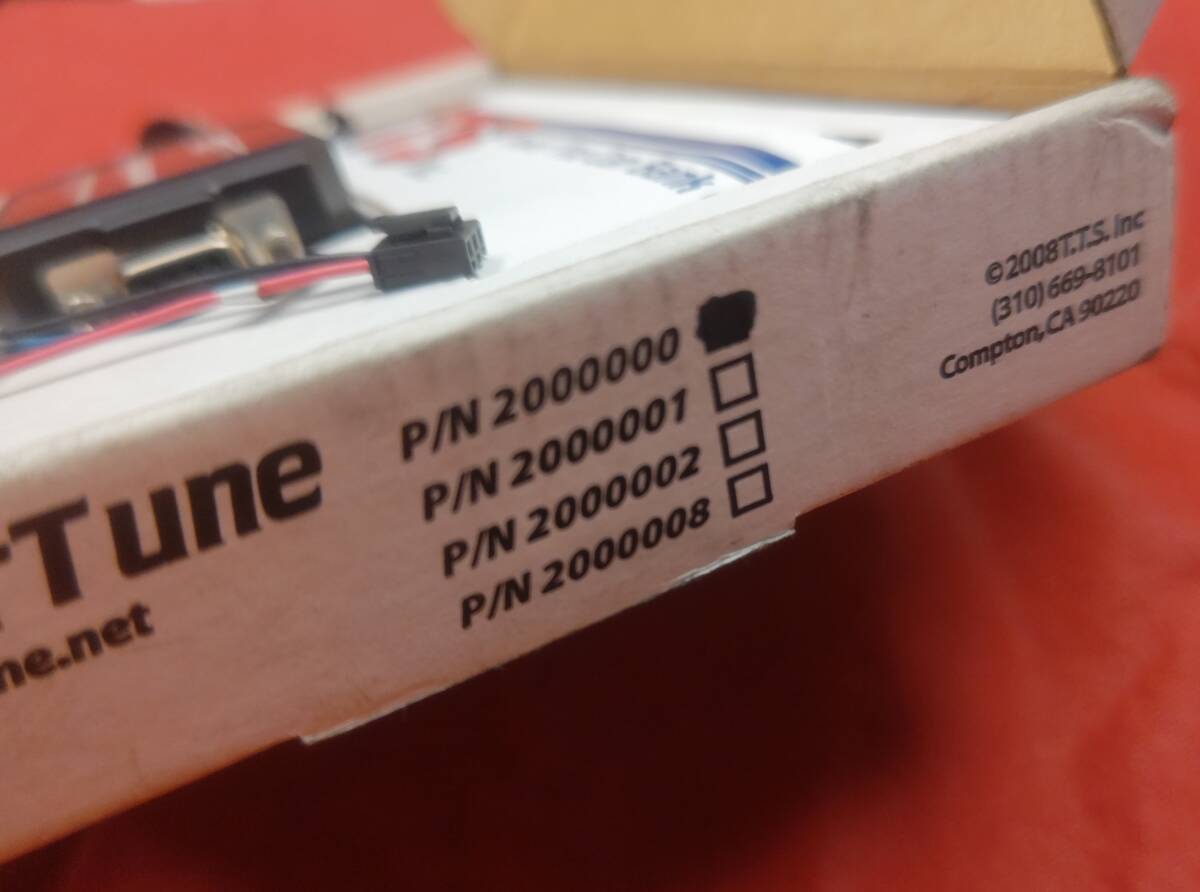 Tune
ne.net
P/N 2000000
P/N 2000001
P/N 2000002
P/N 2000008
©2008T.T.S. Inc
(310) 669-8101
Compton, CA 90220